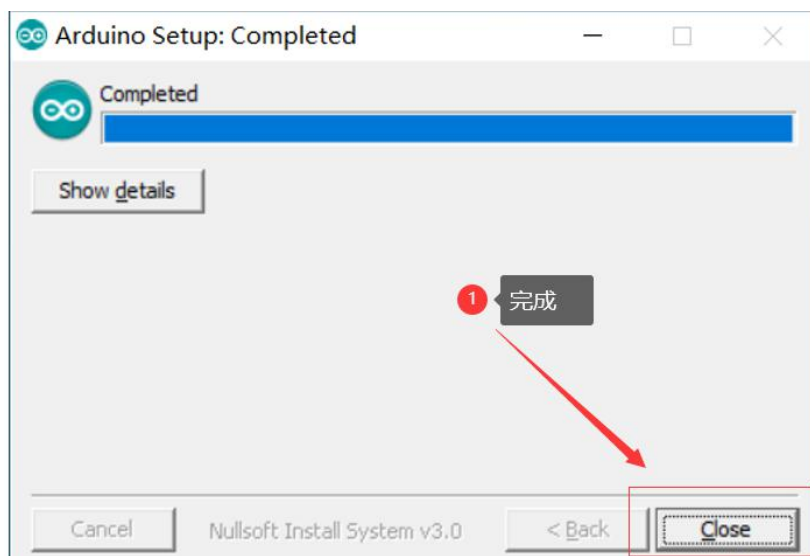 Arduino Setup: Completed
Completed
Show details
1 完成
Cancel
Nullsoft Install System v3.0
< Back
Close